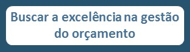 Buscar a excelência na gestão
do orçamento